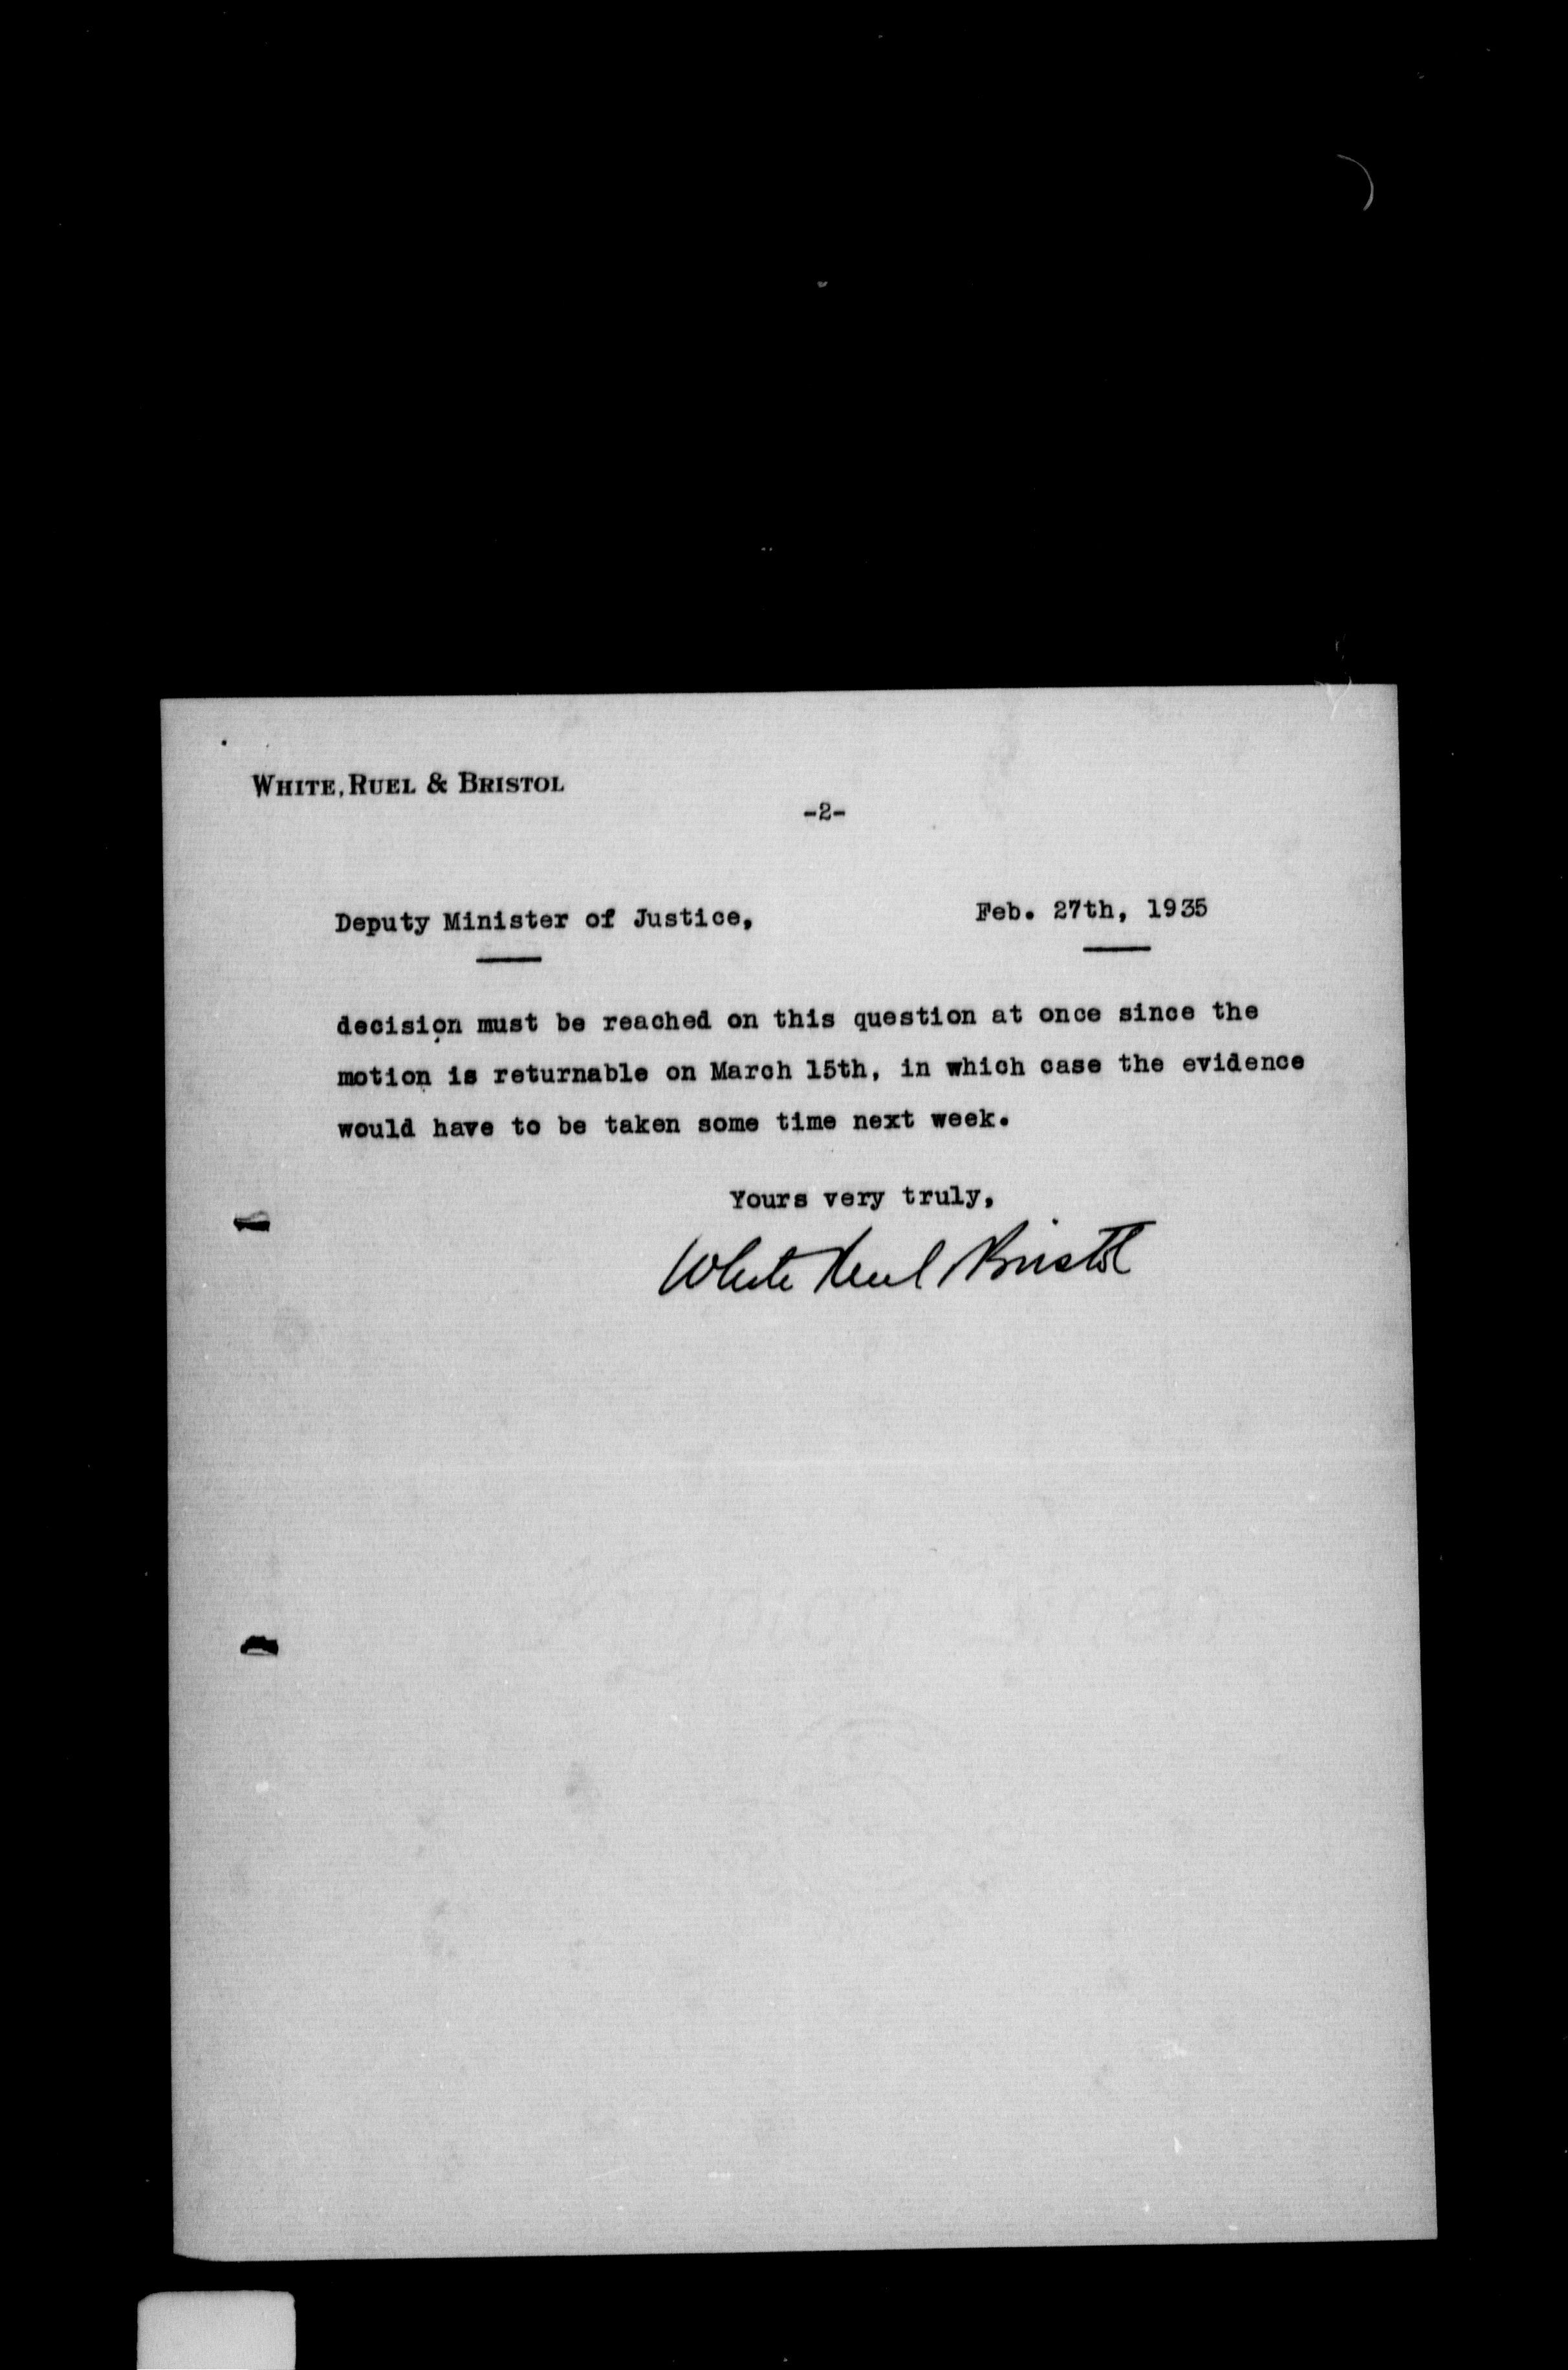 WHITE, RUEL & BRISTOL
-2-
Deputy Minister of Justice, Feb. 27th, 1935
decision must be reached on this question at once since the
motion is returnable on March 15th, in which case the evidence
would have to be taken some time next week.
Yours very truly,
White Ruel Bristol